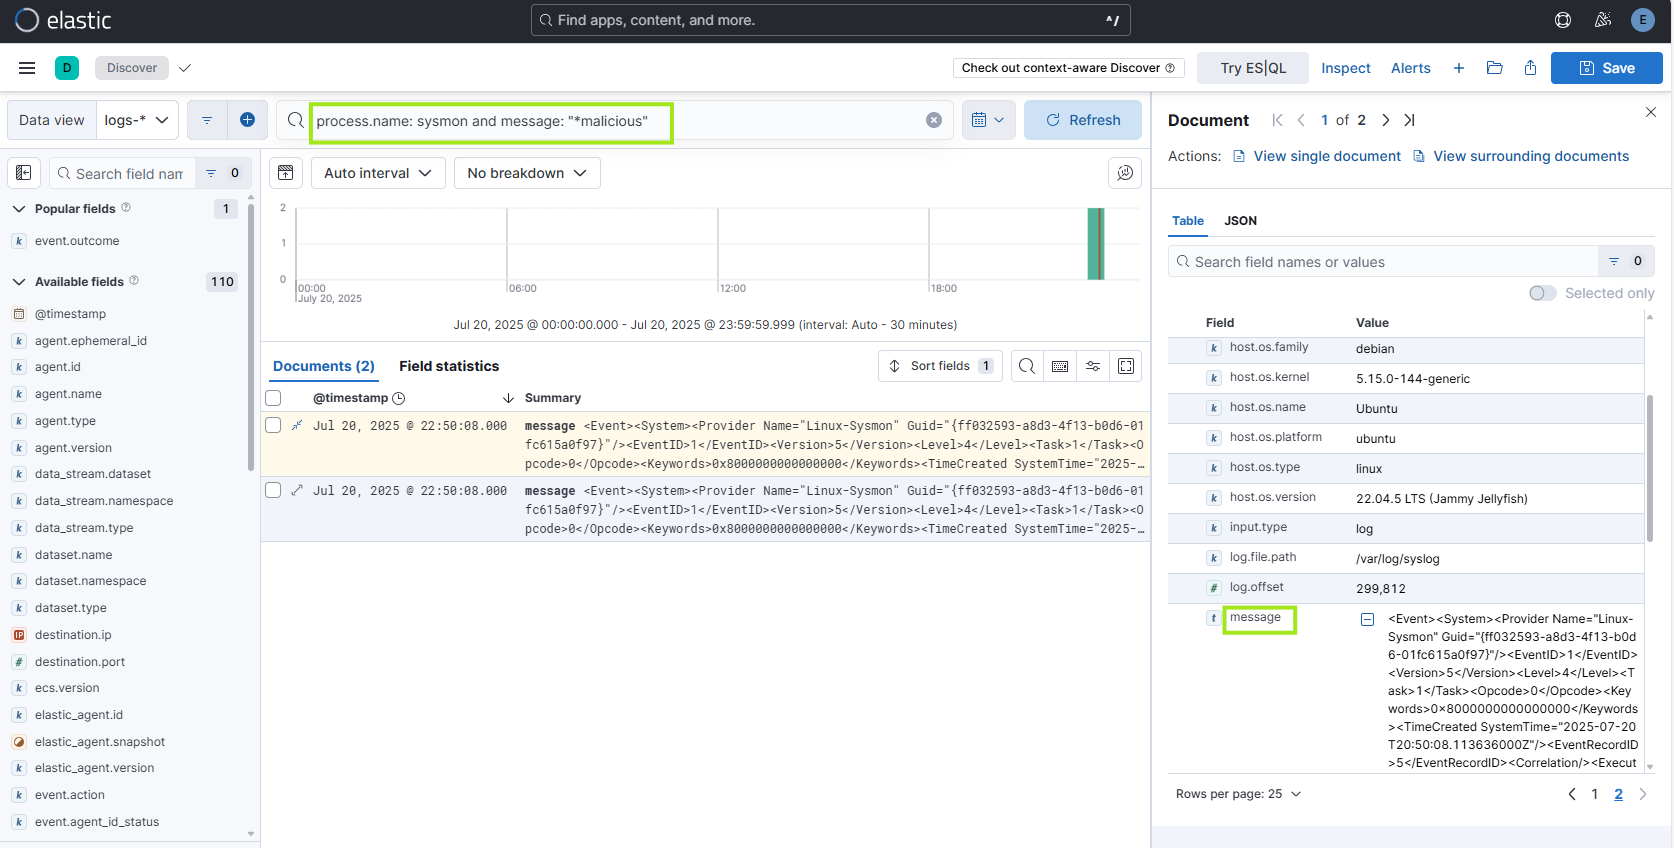 elastic
Find apps, content, and more.
^/
E
D
Discover
Check out context-aware Discover
Try ES|QL
Inspect
Alerts
Save
Data view
logs-*
process.name: sysmon and message: "*malicious"
Refresh
Search field nam
0
Popular fields
1
k event.outcome
Available fields
110
@timestamp
k agent.ephemeral_id
k agent.id
k agent.name
k agent.type
k agent.version
k data_stream.dataset
k data_stream.namespace
k data_stream.type
k dataset.name
k dataset.namespace
k dataset.type
IP destination.ip
# destination.port
k ecs.version
k elastic_agent.id
elastic_agent.snapshot
k elastic_agent.version
k event.action
k event.agent_id_status
Auto interval
No breakdown
2
1
0
00:00
July 20, 2025
06:00
12:00
18:00
Jul 20, 2025 @ 00:00:00.000 - Jul 20, 2025 @ 23:59:59.999 (interval: Auto - 30 minutes)
Documents (2)
Field statistics
Sort fields 1
@timestamp
Summary
Jul 20, 2025 @ 22:50:08.000
message <Event><System><Provider Name="Linux-Sysmon" Guid="{ff032593-a8d3-4f13-b0d6-01
fc615a0f97}"/><EventID>1</EventID><Version>5</Version><Level>4</Level><Task>1</Task><O
pcode>0</Opcode><Keywords>0x8000000000000000</Keywords><TimeCreated SystemTime="2025-…
Jul 20, 2025 @ 22:50:08.000
message <Event><System><Provider Name="Linux-Sysmon" Guid="{ff032593-a8d3-4f13-b0d6-01
fc615a0f97}"/><EventID>1</EventID><Version>5</Version><Level>4</Level><Task>1</Task><O
pcode>0</Opcode><Keywords>0x8000000000000000</Keywords><TimeCreated SystemTime="2025-…
Document
1 of 2
Actions:
View single document
View surrounding documents
Table
JSON
Search field names or values
0
Selected only
Field
Value
k host.os.family debian
k host.os.kernel 5.15.0-144-generic
k host.os.name Ubuntu
k host.os.platform ubuntu
k host.os.type linux
k host.os.version 22.04.5 LTS (Jammy Jellyfish)
k input.type log
k log.file.path /var/log/syslog
# log.offset 299,812
t message
<Event><System><Provider Name="Linux-
Sysmon" Guid="{ff032593-a8d3-4f13-b0d
6-01fc615a0f97}"/><EventID>1</EventID>
<Version>5</Version><Level>4</Level><T
ask>1</Task><Opcode>0</Opcode><Key
words>0x8000000000000000</Keywords
><TimeCreated SystemTime="2025-07-20
T20:50:08.113636000Z"/><EventRecordID
>5</EventRecordID><Correlation/><Execut
Rows per page: 25
1
2